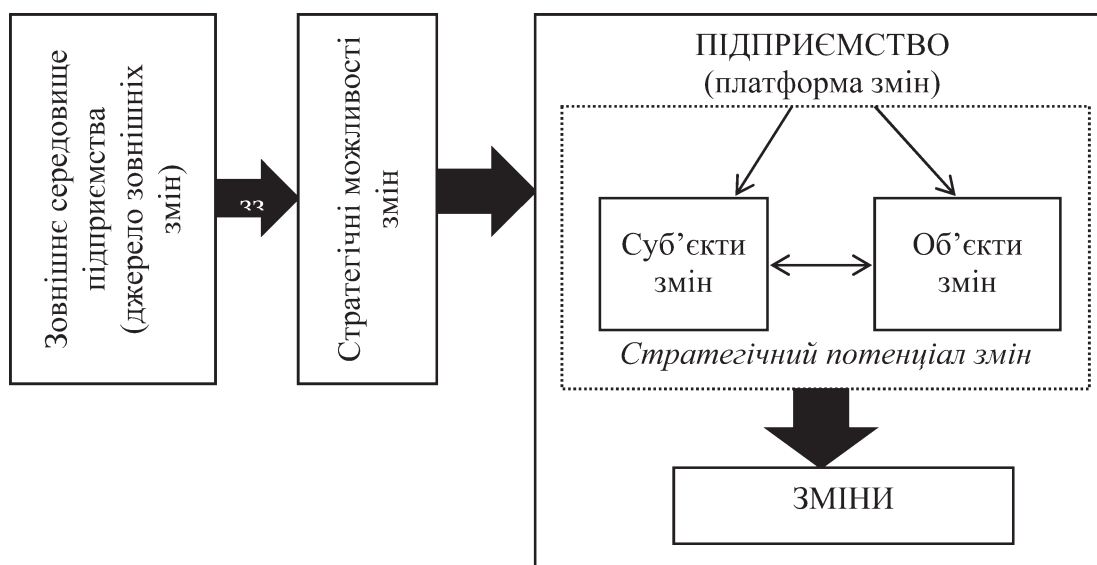 Зовнішнє середовище
підприємства
(джерело зовнішніх
змін)
33
Стратегічні можливості
змін
ПІДПРИЄМСТВО
(платформа змін)
Суб’єкти
змін
Об’єкти
змін
Стратегічний потенціал змін
ЗМІНИ